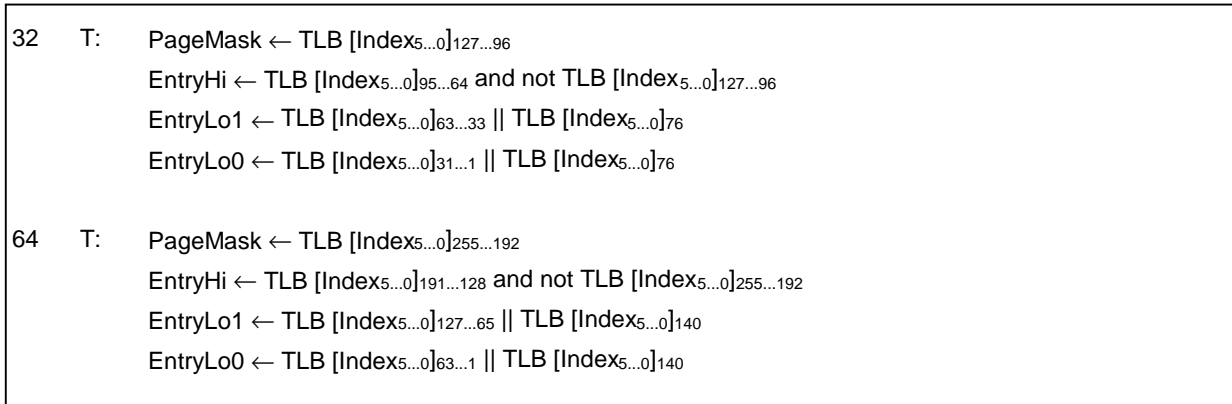 32 T: PageMask ← TLB [Index5...0]127...96
EntryHi ← TLB [Index5...0]95...64 and not TLB [Index5...0]127...96
EntryLo1 ← TLB [Index5...0]63...33 || TLB [Index5...0]76
EntryLo0 ← TLB [Index5...0]31...1 || TLB [Index5...0]76
64 T: PageMask ← TLB [Index5...0]255...192
EntryHi ← TLB [Index5...0]191...128 and not TLB [Index5...0]255...192
EntryLo1 ← TLB [Index5...0]127...65 || TLB [Index5...0]140
EntryLo0 ← TLB [Index5...0]63...1 || TLB [Index5...0]140